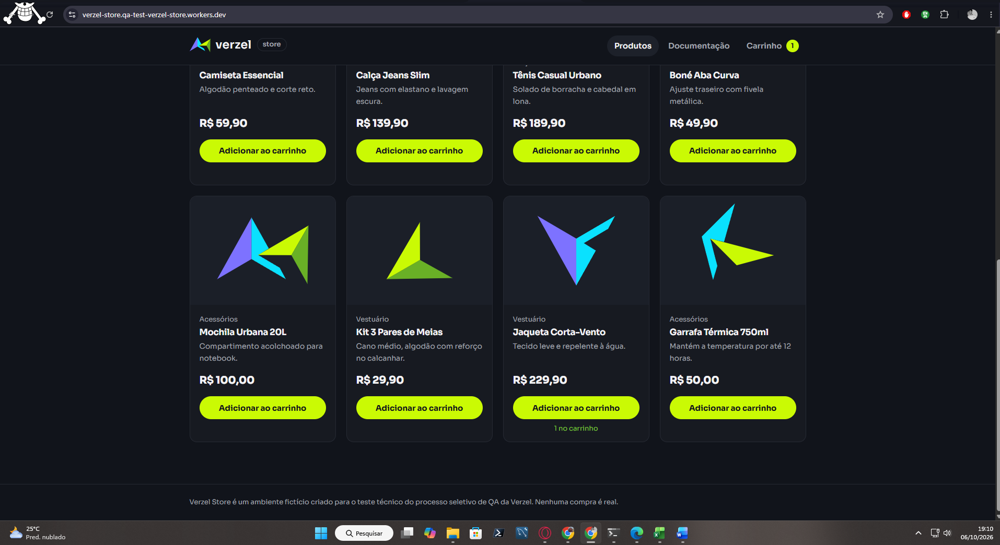 verzel-store.qa-test-verzel-store.workers.dev
verzel store
Produtos Documentação Carrinho 1
Camiseta Essencial
Algodão penteado e corte reto.
R$ 59,90
Adicionar ao carrinho
Calça Jeans Slim
Jeans com elastano e lavagem
escura.
R$ 139,90
Adicionar ao carrinho
Tênis Casual Urbano
Solado de borracha e cabedal em
lona.
R$ 189,90
Adicionar ao carrinho
Boné Aba Curva
Ajuste traseiro com fivela
metálica.
R$ 49,90
Adicionar ao carrinho
Acessórios
Mochila Urbana 20L
Compartimento acolchoado para
notebook.
R$ 100,00
Adicionar ao carrinho
Vestuário
Kit 3 Pares de Meias
Cano médio, algodão com reforço
no calcanhar.
R$ 29,90
Adicionar ao carrinho
Vestuário
Jaqueta Corta-Vento
Tecido leve e repelente à água.
R$ 229,90
Adicionar ao carrinho
1 no carrinho
Acessórios
Garrafa Térmica 750ml
Mantém a temperatura por até 12
horas.
R$ 50,00
Adicionar ao carrinho
Verzel Store é um ambiente fictício criado para o teste técnico do processo seletivo de QA da Verzel. Nenhuma compra é real.
25°C
Pred. nublado
Pesquisar
19:10
06/10/2026